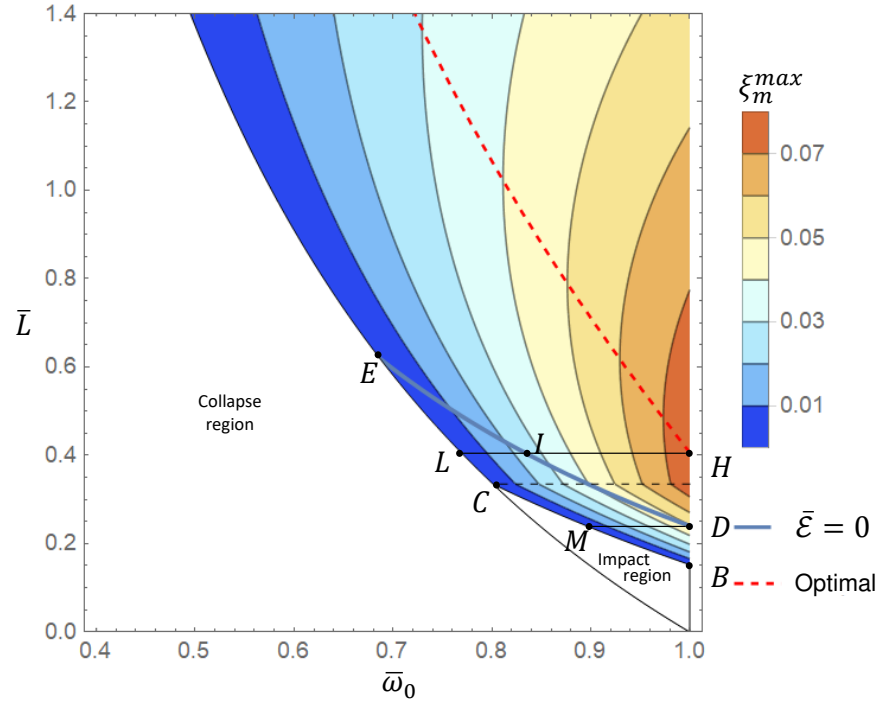 1.4
1.2
1.0
0.8
0.6
0.4
0.2
0.0
L̄
0.4
0.5
0.6
0.7
0.8
0.9
1.0
ω̄₀
Collapse
region
Impact
region
E
L
I
H
C
M
D
B
ξₘᵐᵃˣ
0.07
0.05
0.03
0.01
ℰ̄ = 0
Optimal